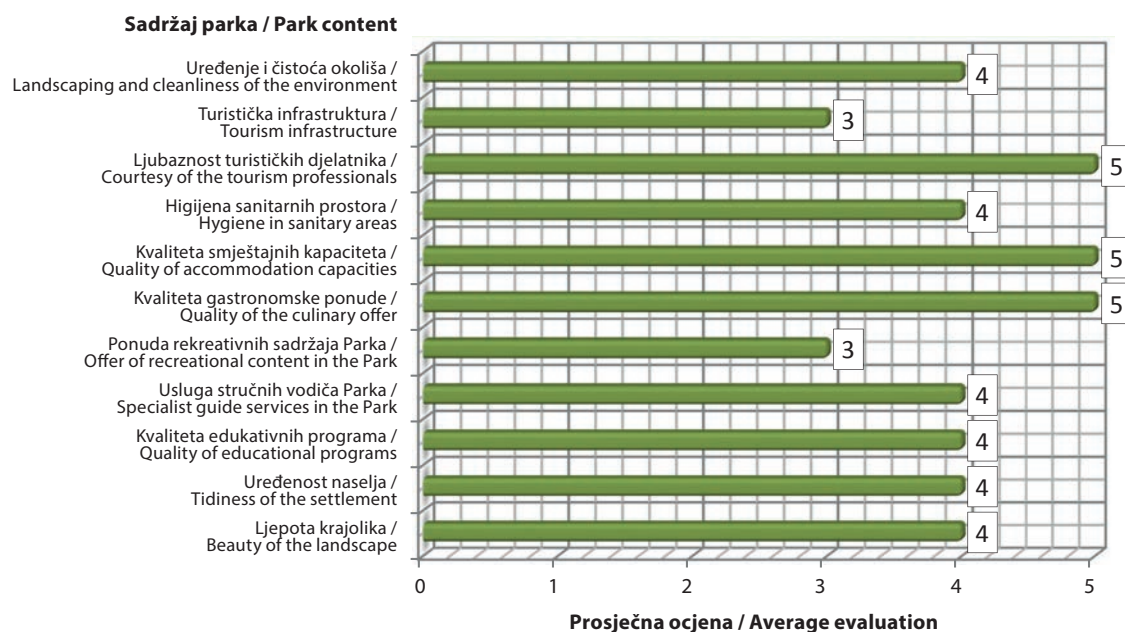 Sadržaj parka / Park content
Uređenje i čistoća okoliša /
Landscaping and cleanliness of the environment
4
Turistička infrastruktura /
Tourism infrastructure
3
Ljubaznost turističkih djelatnika /
Courtesy of the tourism professionals
5
Higijena sanitarnih prostora /
Hygiene in sanitary areas
4
Kvaliteta smještajnih kapaciteta /
Quality of accommodation capacities
5
Kvaliteta gastronomske ponude /
Quality of the culinary offer
5
Ponuda rekreativnih sadržaja Parka /
Offer of recreational content in the Park
3
Usluga stručnih vodiča Parka /
Specialist guide services in the Park
4
Kvaliteta edukativnih programa /
Quality of educational programs
4
Uređenost naselja /
Tidiness of the settlement
4
Ljepota krajolika /
Beauty of the landscape
4
0 1 2 3 4 5
Prosječna ocjena / Average evaluation